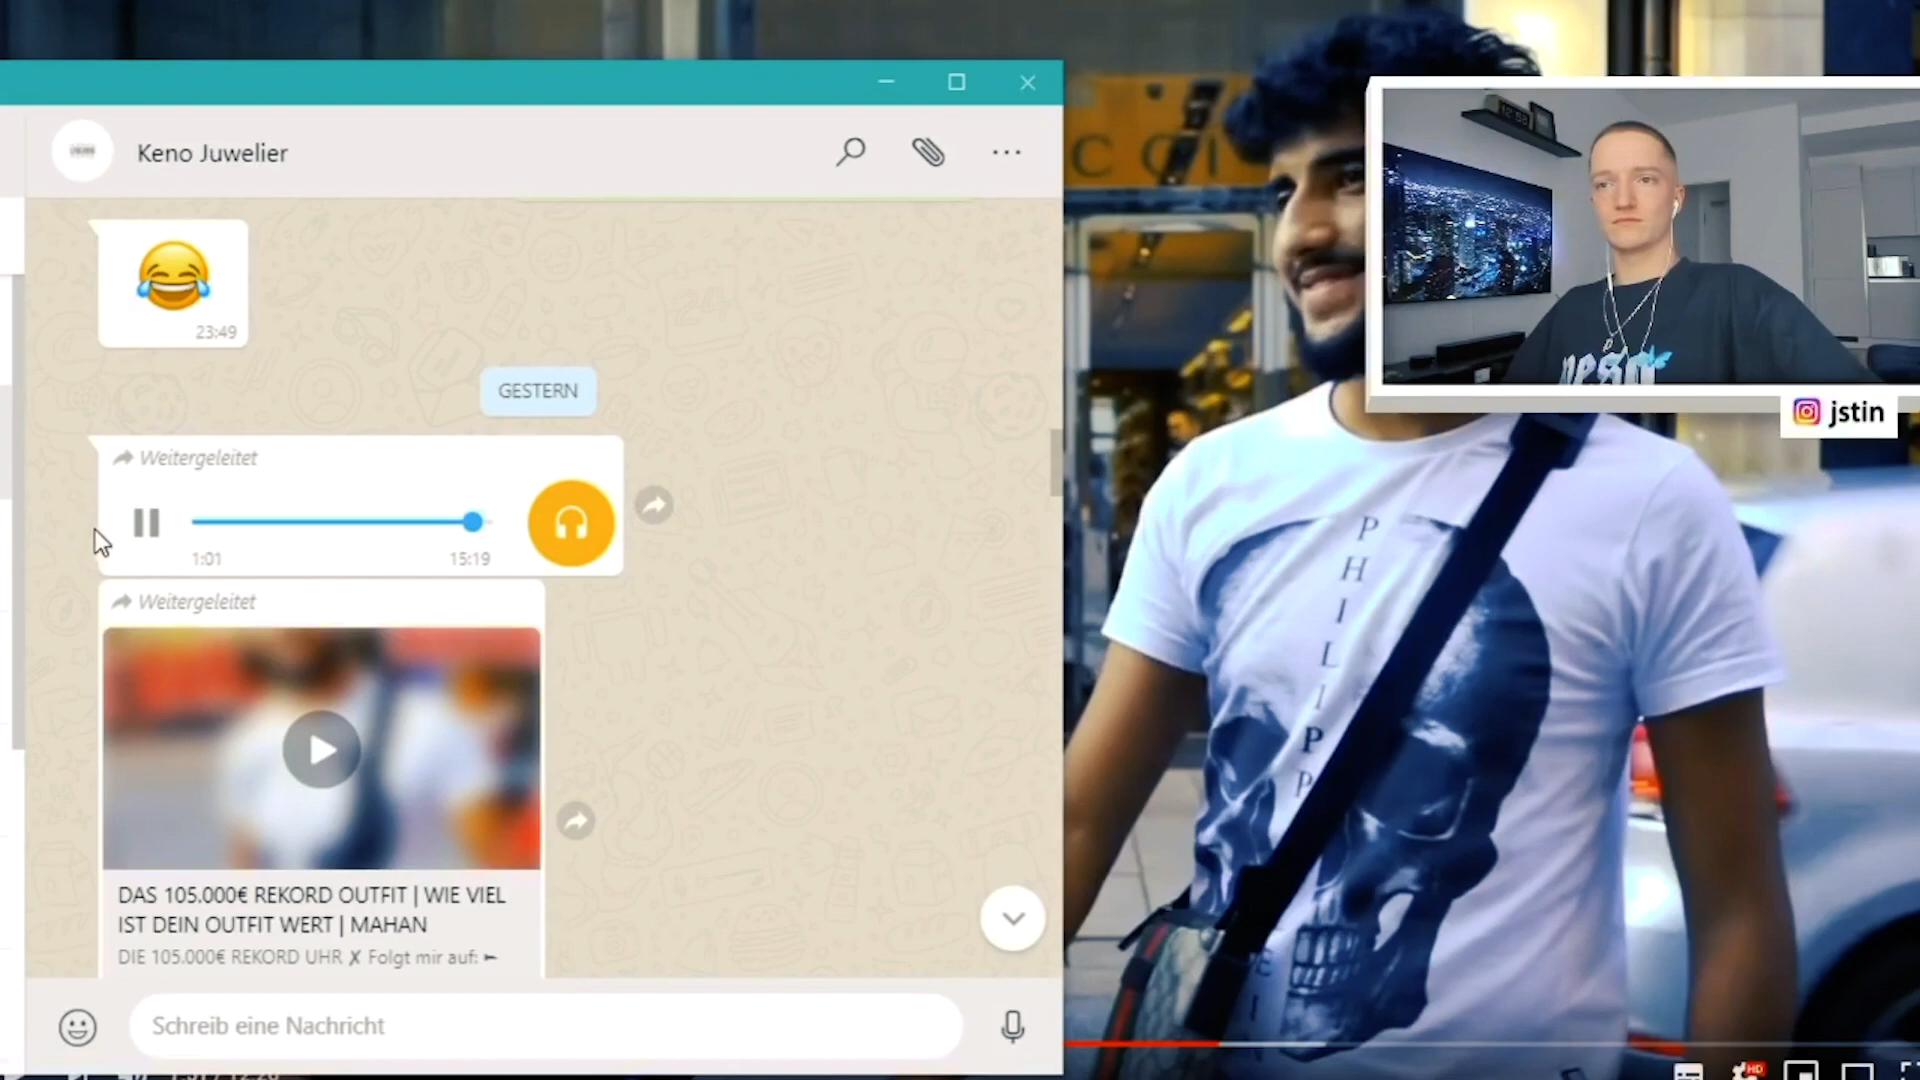 Keno Juwelier
23:49
GESTERN
Weitergeleitet
1:01
15:19
Weitergeleitet
DAS 105.000€ REKORD OUTFIT | WIE VIEL
IST DEIN OUTFIT WERT | MAHAN
DIE 105.000€ REKORD UHR ✗ Folgt mir auf: ►
Schreib eine Nachricht
jstin
PHILIPP
HD